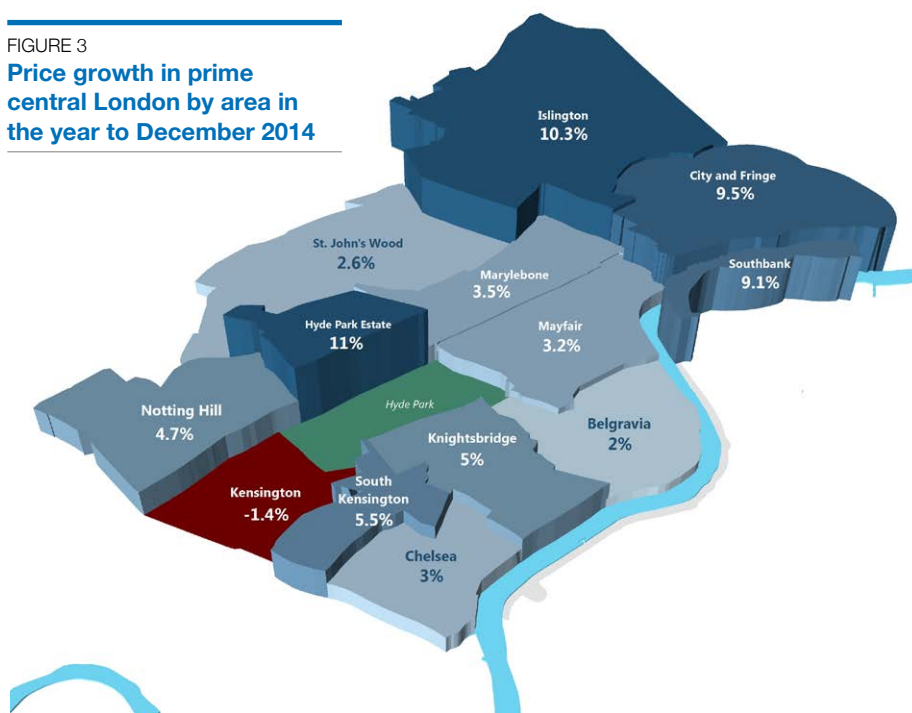 FIGURE 3
Price growth in prime
central London by area in
the year to December 2014
Islington
10.3%
City and Fringe
9.5%
St. John's Wood
2.6%
Marylebone
3.5%
Southbank
9.1%
Hyde Park Estate
11%
Mayfair
3.2%
Hyde Park
Notting Hill
4.7%
Knightsbridge
5%
Belgravia
2%
Kensington
-1.4%
South
Kensington
5.5%
Chelsea
3%